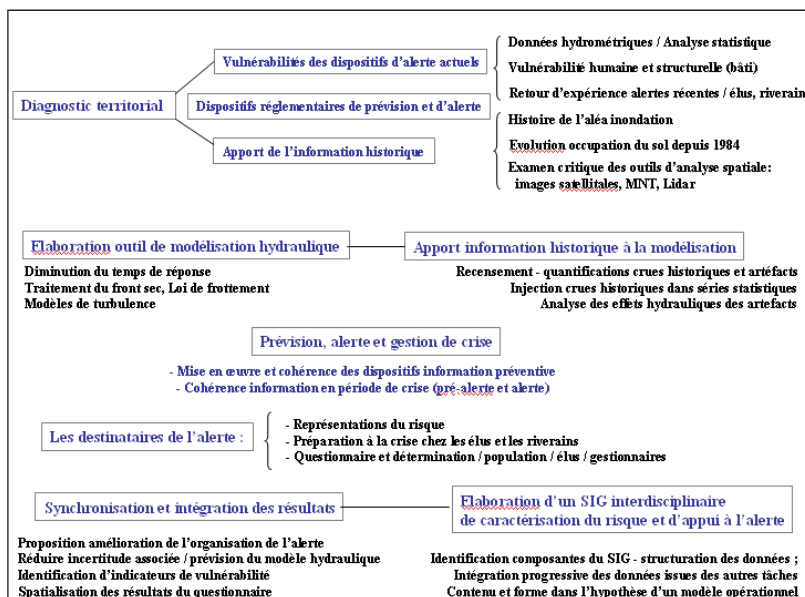 Vulnérabilités des dispositifs d'alerte actuels
Données hydrométriques / Analyse statistique
Vulnérabilité humaine et structurelle (bâti)
Retour d'expérience alertes récentes / élus, riverains
Diagnostic territorial
Dispositifs réglementaires de prévision et d'alerte
Apport de l'information historique
Histoire de l'aléa inondation
Evolution occupation du sol depuis 1984
Examen critique des outils d'analyse spatiale:
images satellitales, MNT, Lidar
Elaboration outil de modélisation hydraulique
Diminution du temps de réponse
Traitement du front sec, Loi de frottement
Modèles de turbulence
Apport information historique à la modélisation
Recensement - quantifications crues historiques et artéfacts
Injection crues historiques dans séries statistiques
Analyse des effets hydrauliques des artefacts
Prévision, alerte et gestion de crise
- Mise en œuvre et cohérence des dispositifs information préventive
- Cohérence information en période de crise (pré-alerte et alerte)
Les destinataires de l'alerte :
- Représentations du risque
- Préparation à la crise chez les élus et les riverains
- Questionnaire et détermination / population / élus / gestionnaires
Synchronisation et intégration des résultats
Proposition amélioration de l'organisation de l'alerte
Réduire incertitude associée / prévision du modèle hydraulique
Identification d'indicateurs de vulnérabilité
Spatialisation des résultats du questionnaire
Elaboration d'un SIG interdisciplinaire
de caractérisation du risque et d'appui à l'alerte
Identification composantes du SIG - structuration des données ;
Intégration progressive des données issues des autres tâches
Contenu et forme dans l'hypothèse d'un modèle opérationnel